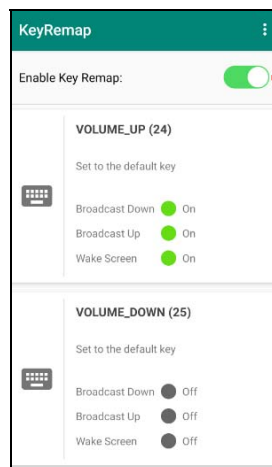 KeyRemap
Enable Key Remap:
VOLUME_UP (24)
Set to the default key
Broadcast Down On
Broadcast Up On
Wake Screen On
VOLUME_DOWN (25)
Set to the default key
Broadcast Down Off
Broadcast Up Off
Wake Screen Off